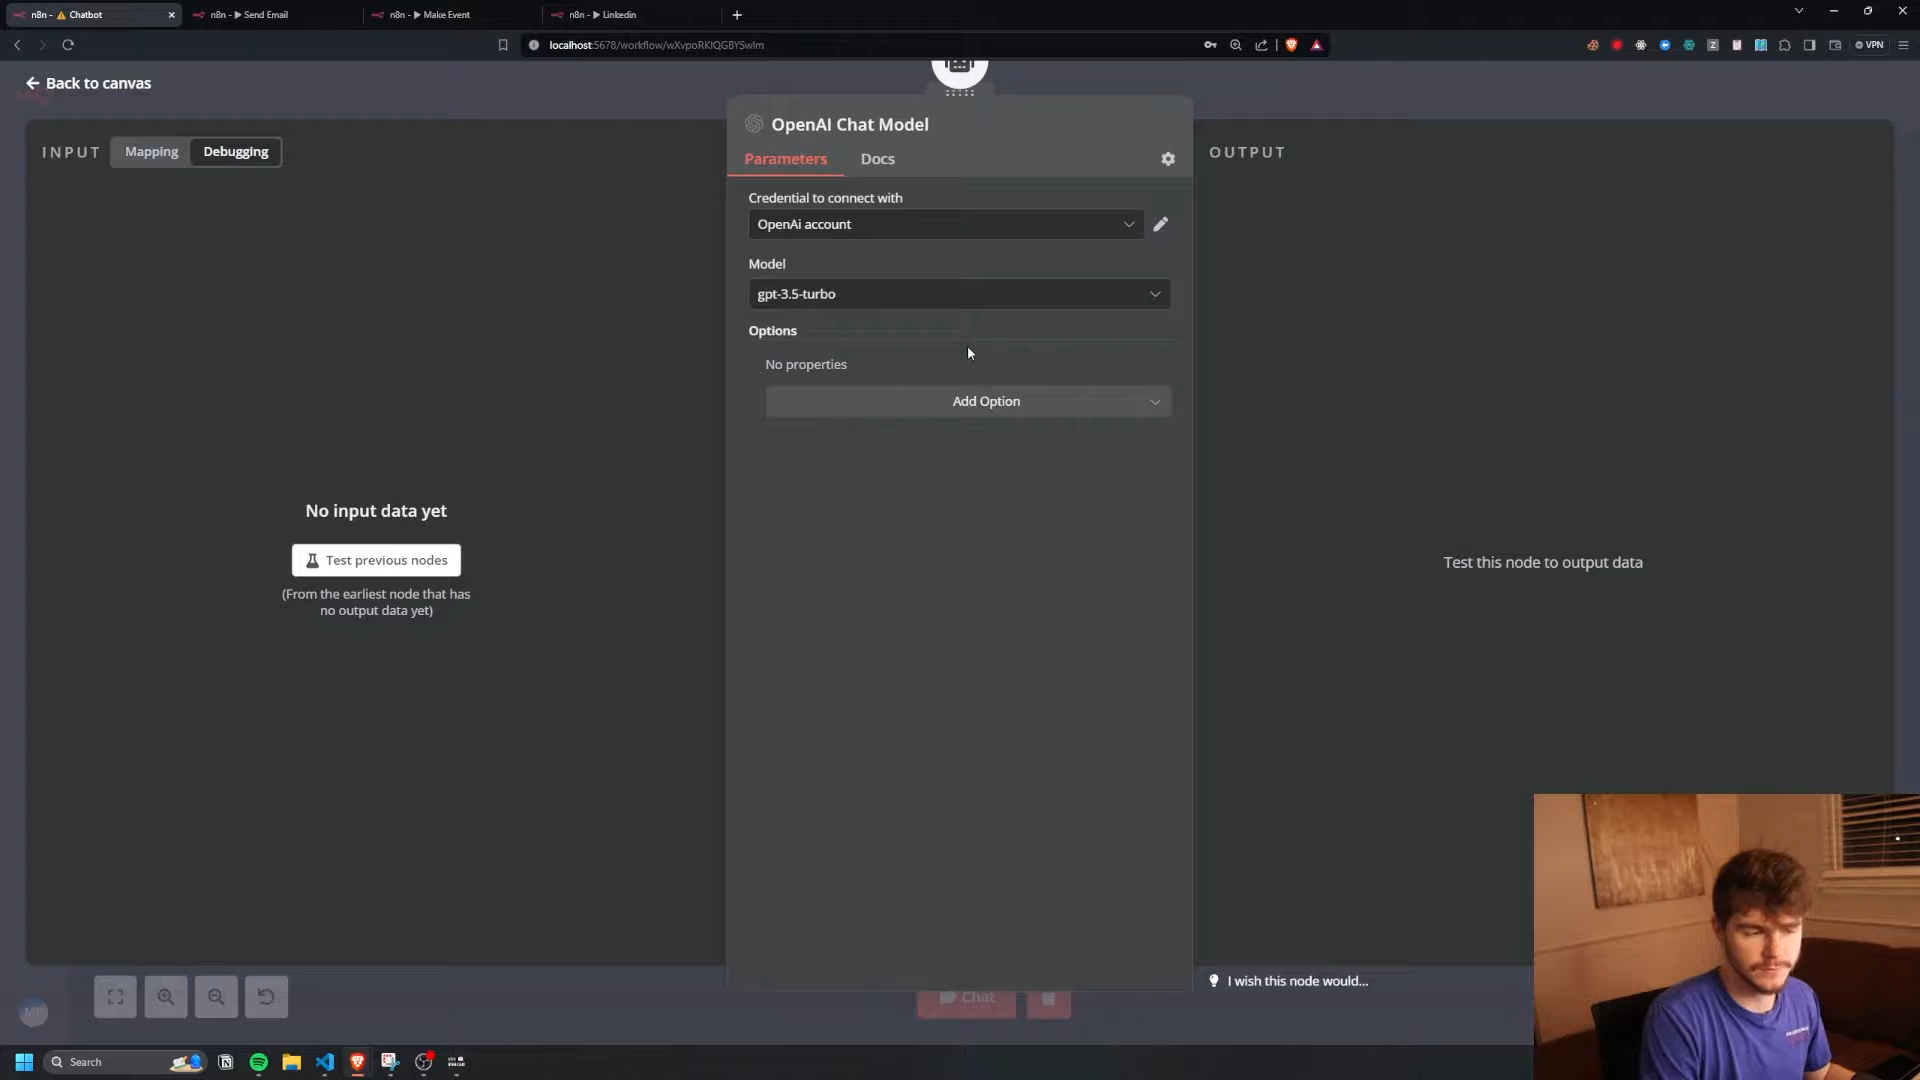 n8n - ⚠ Chatbot
n8n - ▶ Send Email
n8n - ▶ Make Event
n8n - ▶ Linkedin
localhost:5678/workflow/wXvpoRKlQGBYSwlm
VPN
Back to canvas
OpenAI Chat Model
INPUT
Mapping
Debugging
Parameters
Docs
OUTPUT
Credential to connect with
OpenAi account
Model
gpt-3.5-turbo
Options
No properties
Add Option
No input data yet
Test previous nodes
(From the earliest node that has
no output data yet)
Test this node to output data
I wish this node would...
Chat
MP
Search